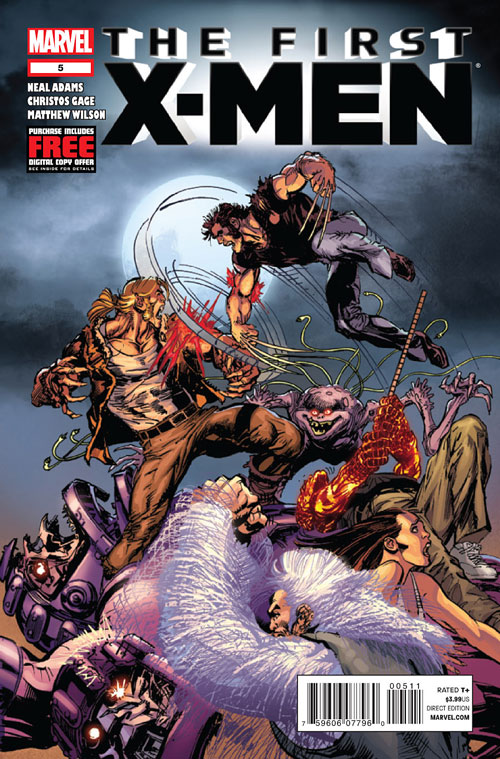 MARVEL
5
NEAL ADAMS
CHRISTOS GAGE
MATTHEW WILSON
PURCHASE INCLUDES
FREE
DIGITAL COPY OFFER
SEE INSIDE FOR DETAILS
THE FIRST
X-MEN®
00511
7 59606 07796 0
RATED T+
$3.99US
DIRECT EDITION
MARVEL.COM